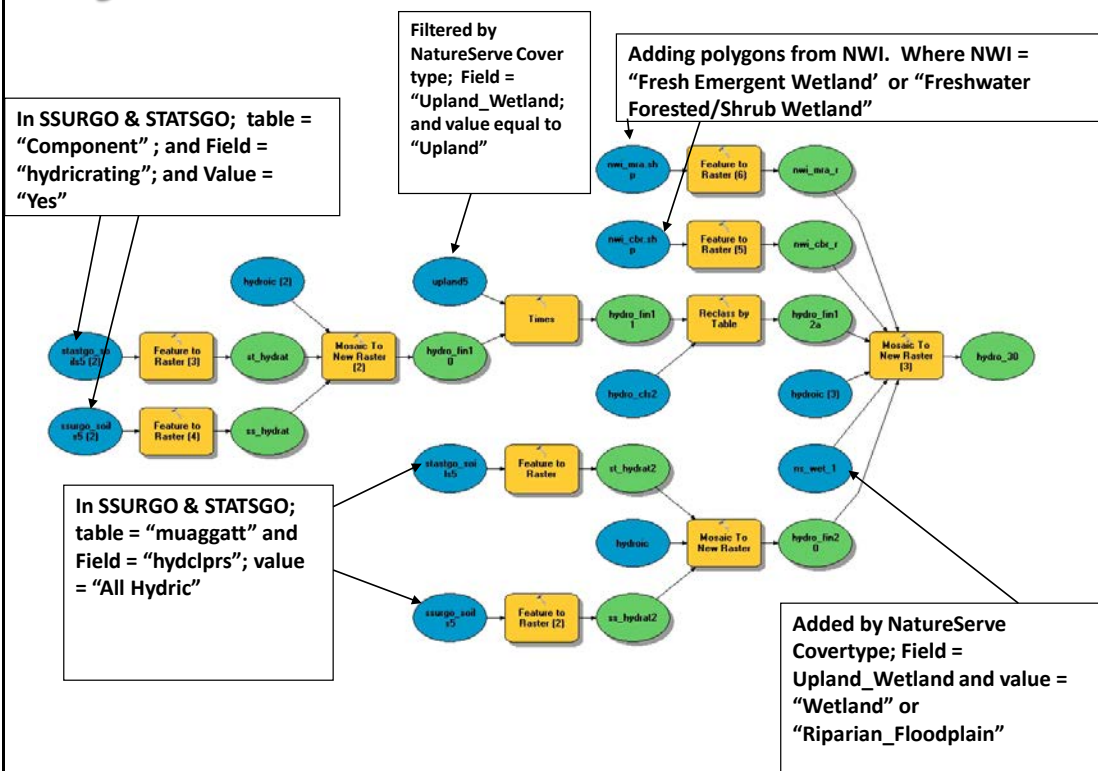 Filtered by
NatureServe Cover
type; Field =
“Upland_Wetland;
and value equal to
“Upland”
Adding polygons from NWI. Where NWI =
“Fresh Emergent Wetland’ or “Freshwater
Forested/Shrub Wetland”
In SSURGO & STATSGO; table =
“Component” ; and Field =
“hydricrating”; and Value =
“Yes”
nwi_mra.sh
p
Feature to
Raster (6)
nwi_mra_r
nwi_cbr.sh
p
Feature to
Raster (5)
nwi_cbr_r
hydroic (2)
upland5
Times
hydro_fin1
1
Reclass by
Table
hydro_fin1
2a
stastgo_so
ils5 (2)
Feature to
Raster (3)
st_hydrat
Mosaic To
New Raster
(2)
hydro_fin1
0
Mosaic To
New Raster
(3)
hydro_30
hydro_cls2
hydroic (3)
ssurgo_soil
s5 (2)
Feature to
Raster (4)
ss_hydrat
stastgo_soi
ls5
Feature to
Raster
st_hydrat2
ns_wet_1
In SSURGO & STATSGO;
table = “muaggatt” and
Field = “hydclprs”; value
= “All Hydric”
hydroic
Mosaic To
New Raster
hydro_fin2
0
ssurgo_soil
s5
Feature to
Raster (2)
ss_hydrat2
Added by NatureServe
Covertype; Field =
Upland_Wetland and value =
“Wetland” or
“Riparian_Floodplain”